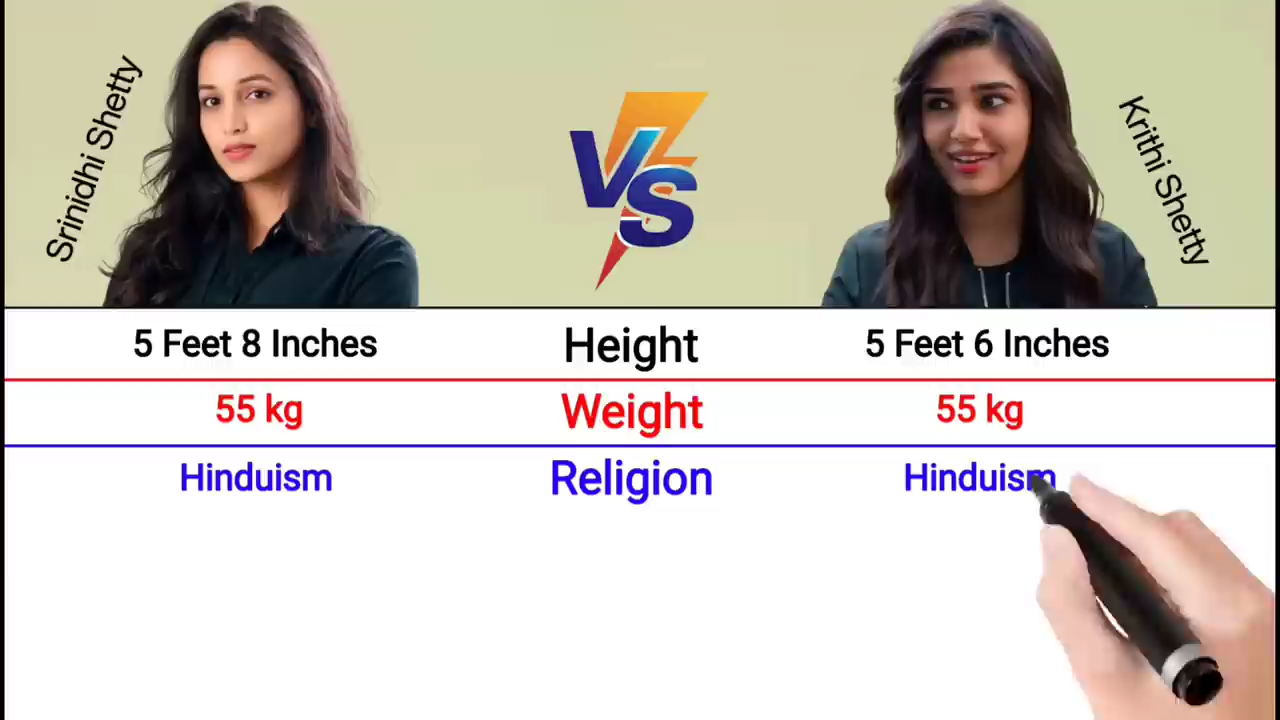 Srinidhi Shetty
VS
Krithi Shetty
5 Feet 8 Inches Height 5 Feet 6 Inches
55 kg Weight 55 kg
Hinduism Religion Hinduism